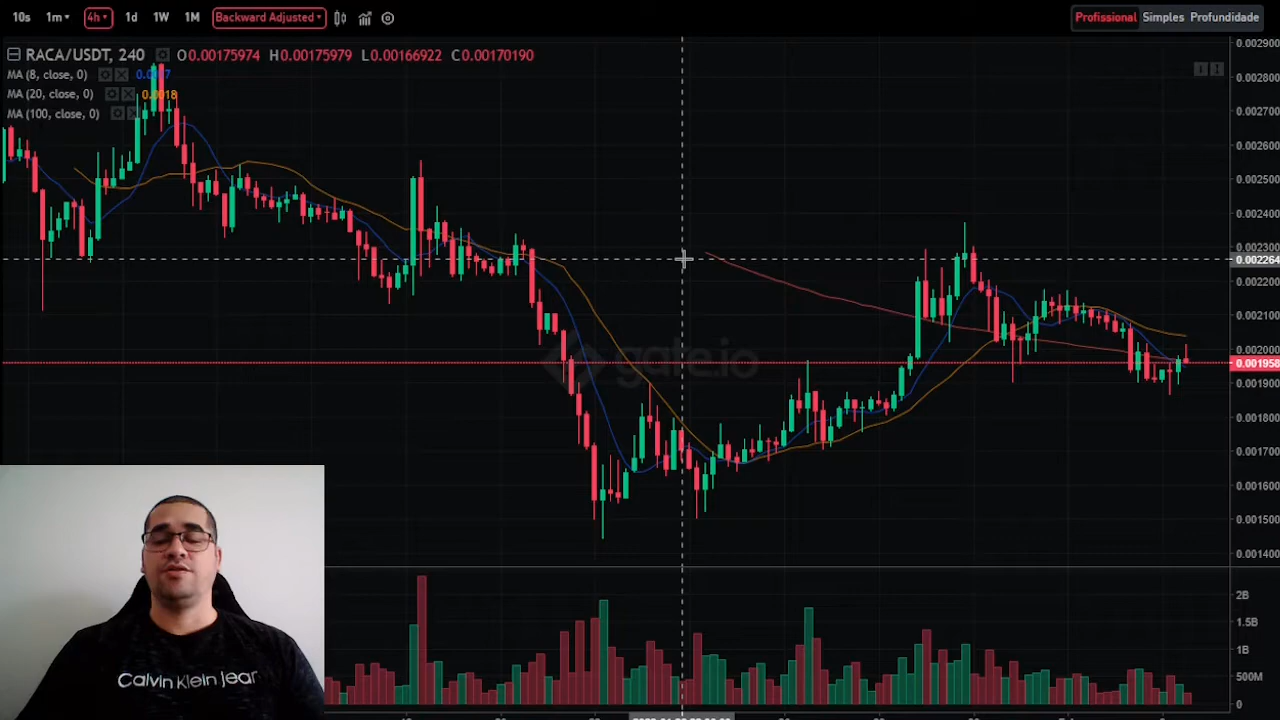 10s 1m 4h 1d 1W 1M Backward Adjusted Profissional Simples Profundidade
RACA/USDT, 240 O0.00175974 H0.00175979 L0.00166922 C0.00170190
MA (8, close, 0)
MA (20, close, 0) 0.0018
MA (100, close, 0)
0.002900
0.002800
0.002700
0.002600
0.002500
0.002400
0.002300
0.002264
0.002200
0.002100
0.002000
0.001958
0.001900
0.001800
0.001700
0.001600
0.001500
0.001400
gate.io
2B
1.5B
1B
500M
0
Calvin Klein Jear